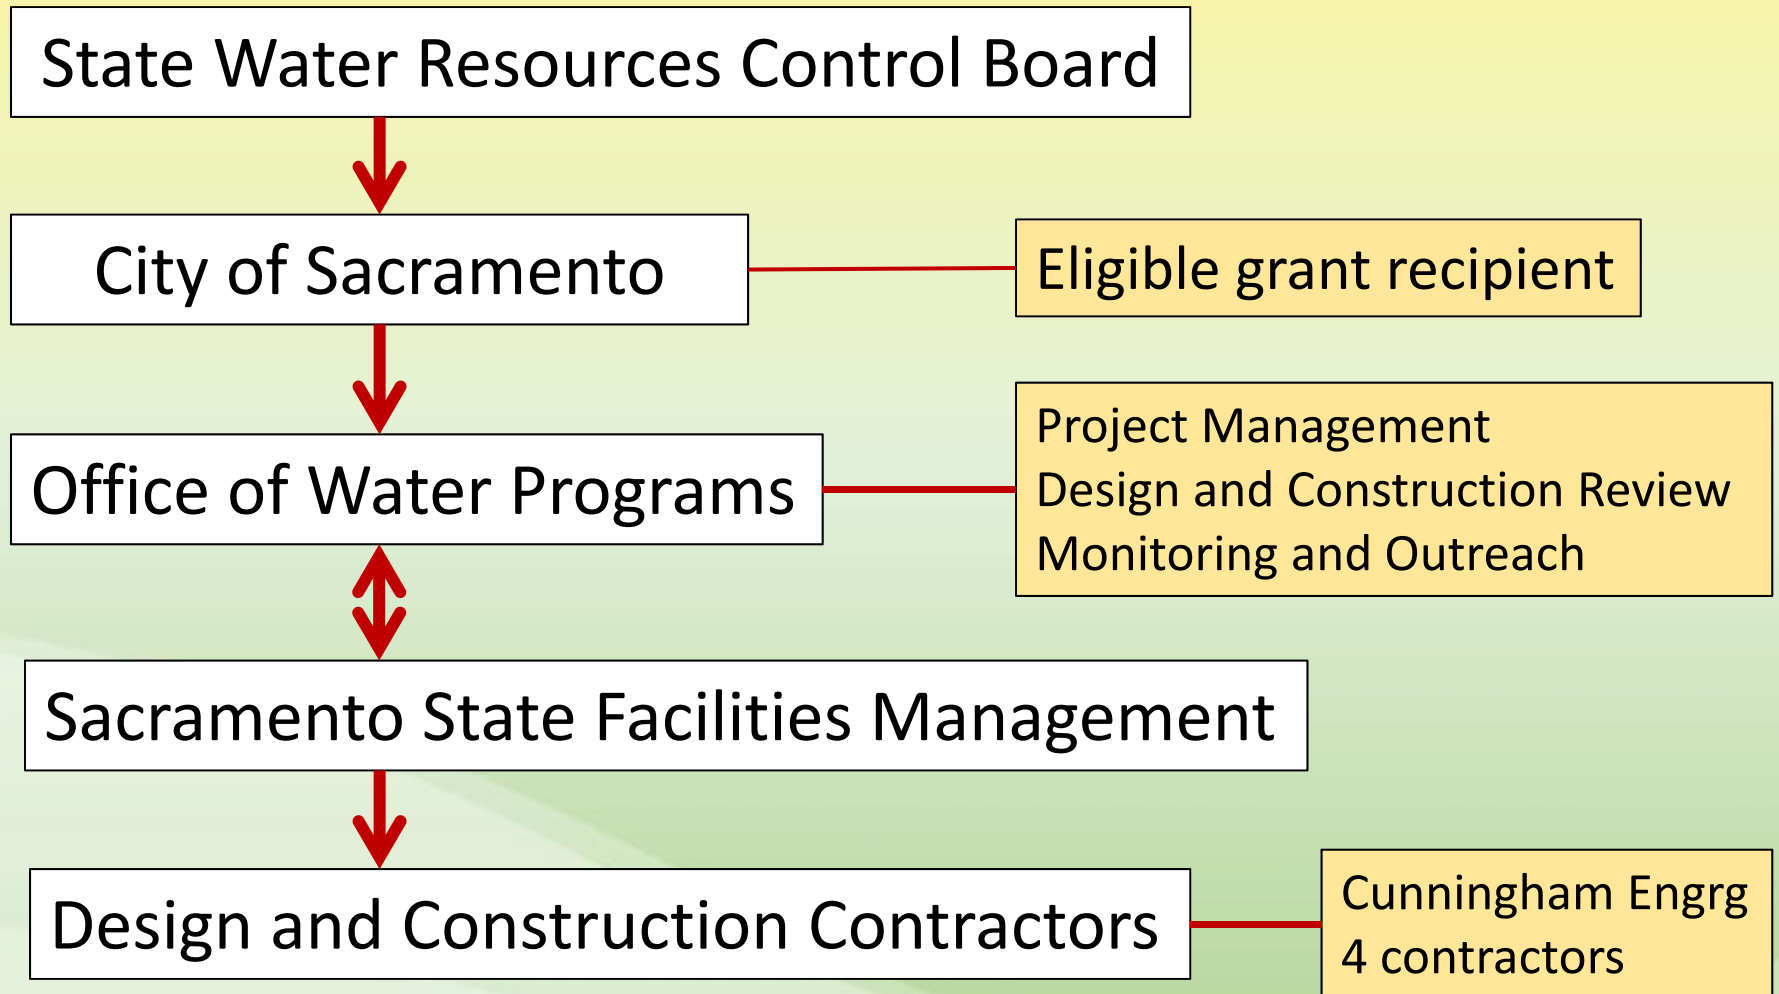 State Water Resources Control Board
City of Sacramento
Eligible grant recipient
Office of Water Programs
Project Management
Design and Construction Review
Monitoring and Outreach
Sacramento State Facilities Management
Design and Construction Contractors
Cunningham Engrg
4 contractors